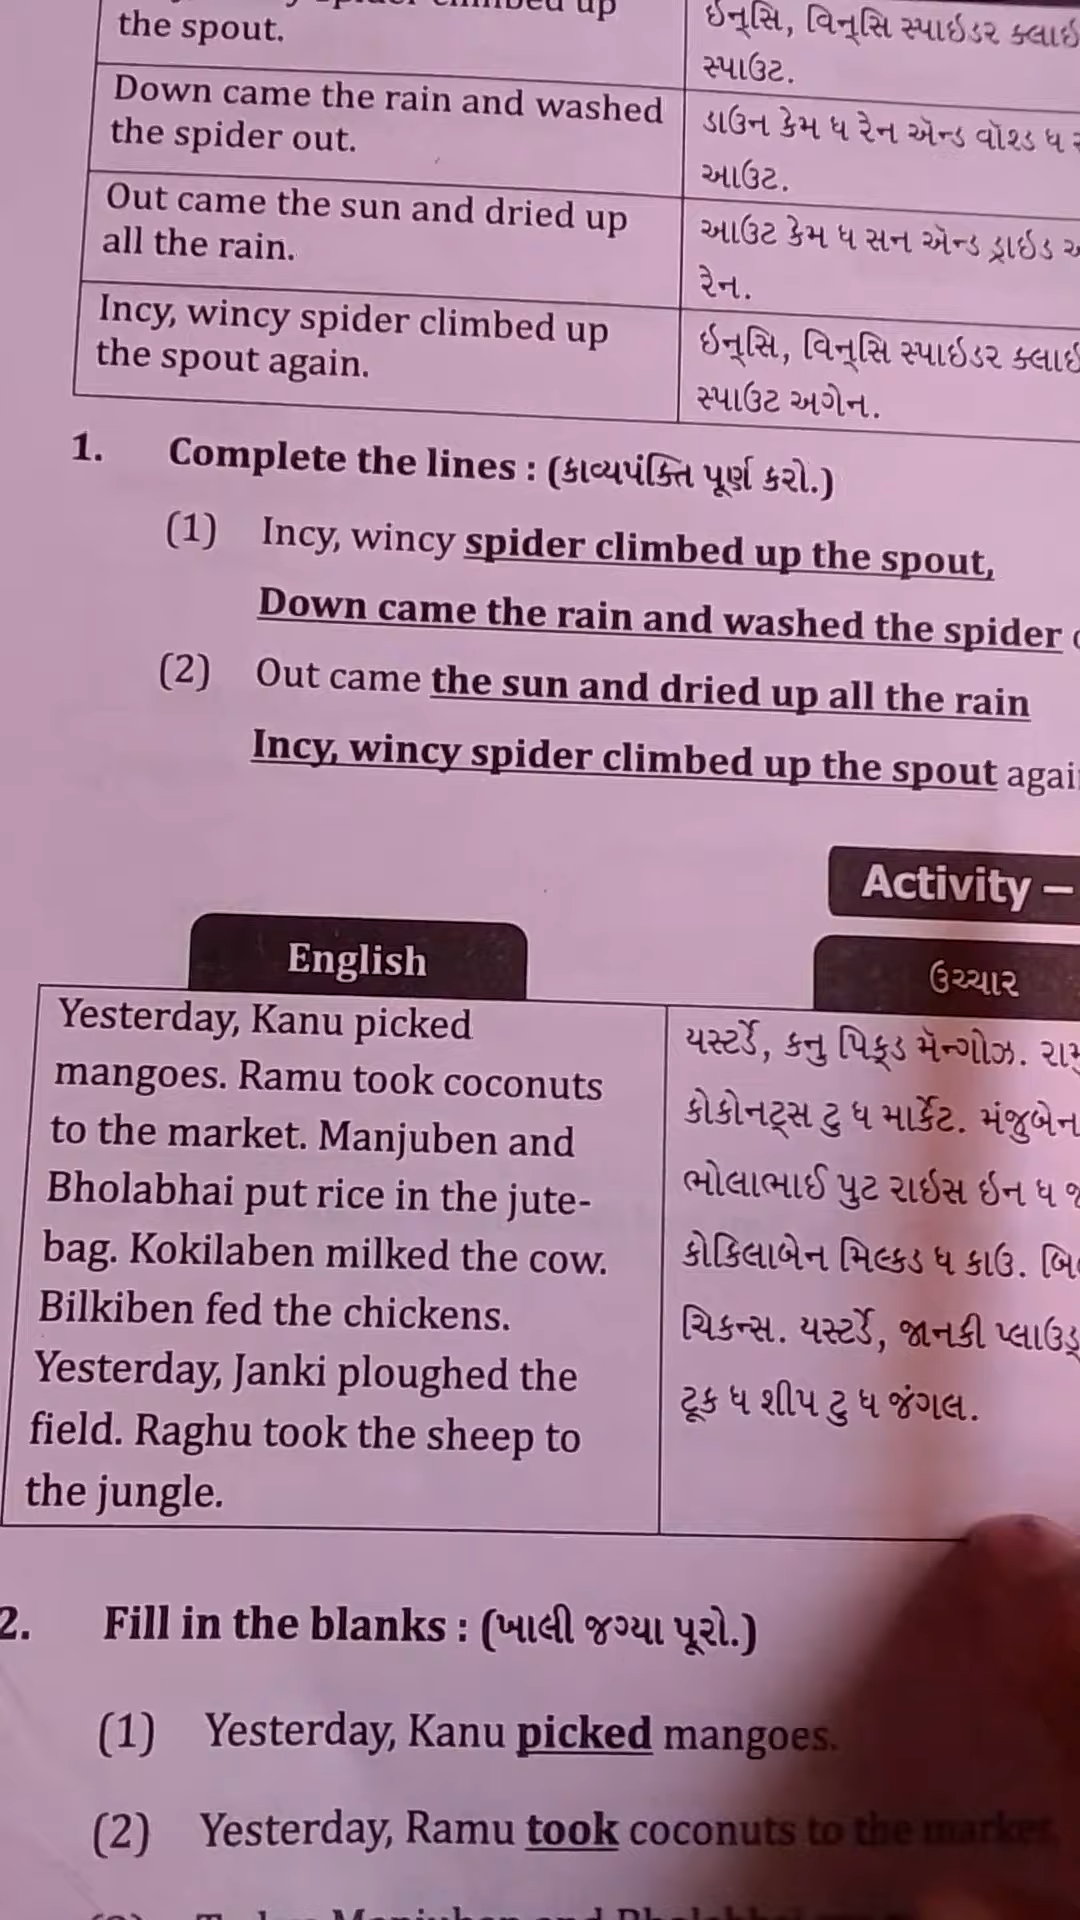 climbed up
the spout.
ઈન્સિ, વિન્સિ સ્પાઈડર
સ્પાઉટ.
Down came the rain and washed
the spider out.
ડાઉન કેમ ધ રેન ઍન્ડ વૉશ્ડ ધ
આઉટ.
Out came the sun and dried up
all the rain.
આઉટ કેમ ધ સન ઍન્ડ ડ્રાઈડ
રેન.
Incy, wincy spider climbed up
the spout again.
ઈન્સિ, વિન્સિ સ્પાઈડર
સ્પાઉટ અગેન.
1. Complete the lines : (કાવ્યપંક્તિ પૂર્ણ કરો.)
(1) Incy, wincy spider climbed up the spout,
Down came the rain and washed the spider
(2) Out came the sun and dried up all the rain
Incy, wincy spider climbed up the spout
Activity –
English
ઉચ્ચાર
Yesterday, Kanu picked
mangoes. Ramu took coconuts
to the market. Manjuben and
Bholabhai put rice in the jute-
bag. Kokilaben milked the cow.
Bilkiben fed the chickens.
Yesterday, Janki ploughed the
field. Raghu took the sheep to
the jungle.
યસ્ટર્ડે, કનુ પિક્ડ મૅન્ગોઝ.
કોકોનટ્સ ટુ ધ માર્કેટ. મંજુબેન
ભોલાભાઈ પુટ રાઈસ ઈન ધ
કોકિલાબેન મિલ્કડ ધ કાઉ.
ચિકન્સ. યસ્ટર્ડે, જાનકી
ટૂક ધ શીપ ટુ ધ જંગલ.
2. Fill in the blanks : (ખાલી જગ્યા પૂરો.)
(1) Yesterday, Kanu picked mangoes.
(2) Yesterday, Ramu took coconuts to the market.